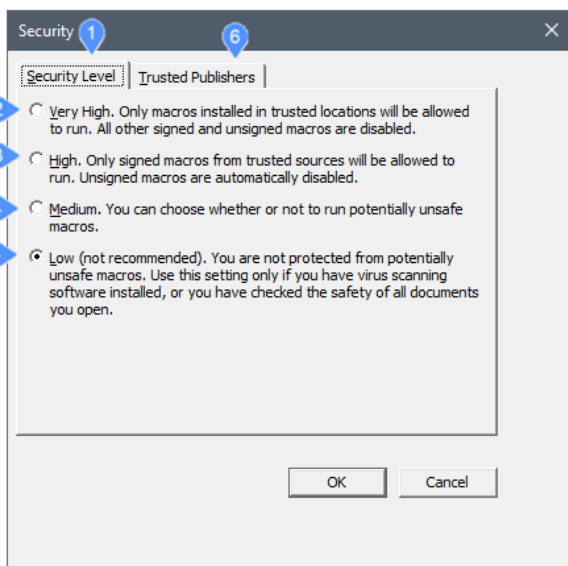 Security 1
6
Security Level Trusted Publishers
Very High. Only macros installed in trusted locations will be allowed
to run. All other signed and unsigned macros are disabled.
High. Only signed macros from trusted sources will be allowed to
run. Unsigned macros are automatically disabled.
Medium. You can choose whether or not to run potentially unsafe
macros.
Low (not recommended). You are not protected from potentially
unsafe macros. Use this setting only if you have virus scanning
software installed, or you have checked the safety of all documents
you open.
OK Cancel